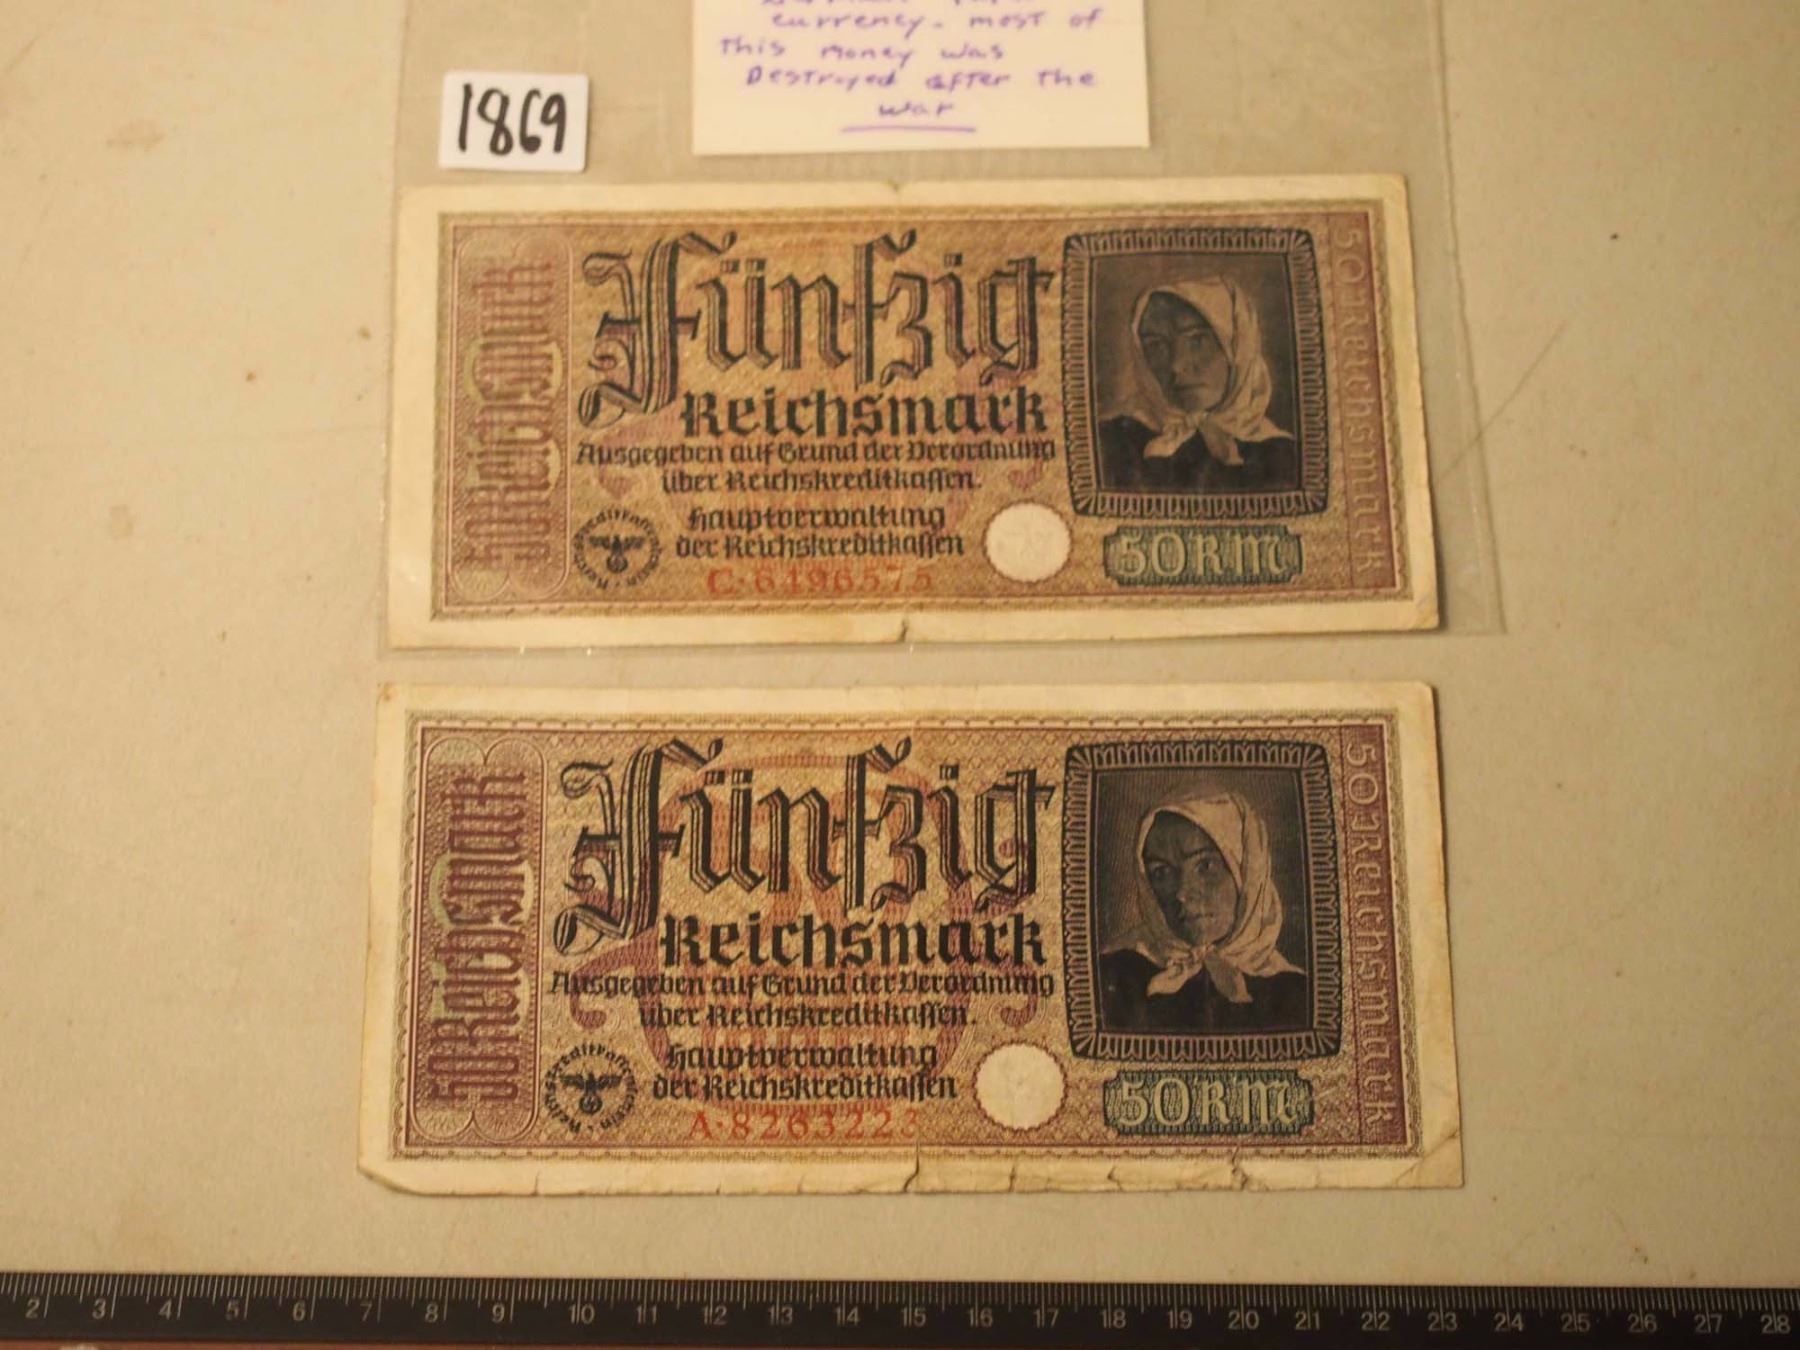 currency. most of
This money was
Destroyed after The
war
1869
50 Reichsmark
Fünfzig
Reichsmark
Ausgegeben auf Grund der Verordnung
über Reichskreditkassen.
Hauptverwaltung
der Reichskreditkassen
C·6496575
50 RM
50 Reichsmark
50 Reichsmark
Fünfzig
Reichsmark
Ausgegeben auf Grund der Verordnung
über Reichskreditkassen.
Hauptverwaltung
der Reichskreditkassen
A·8263223
50 RM
50 Reichsmark
2 3 4 5 6 7 8 9 10 11 12 13 14 15 16 17 18 19 20 21 22 23 24 25 26 27 28